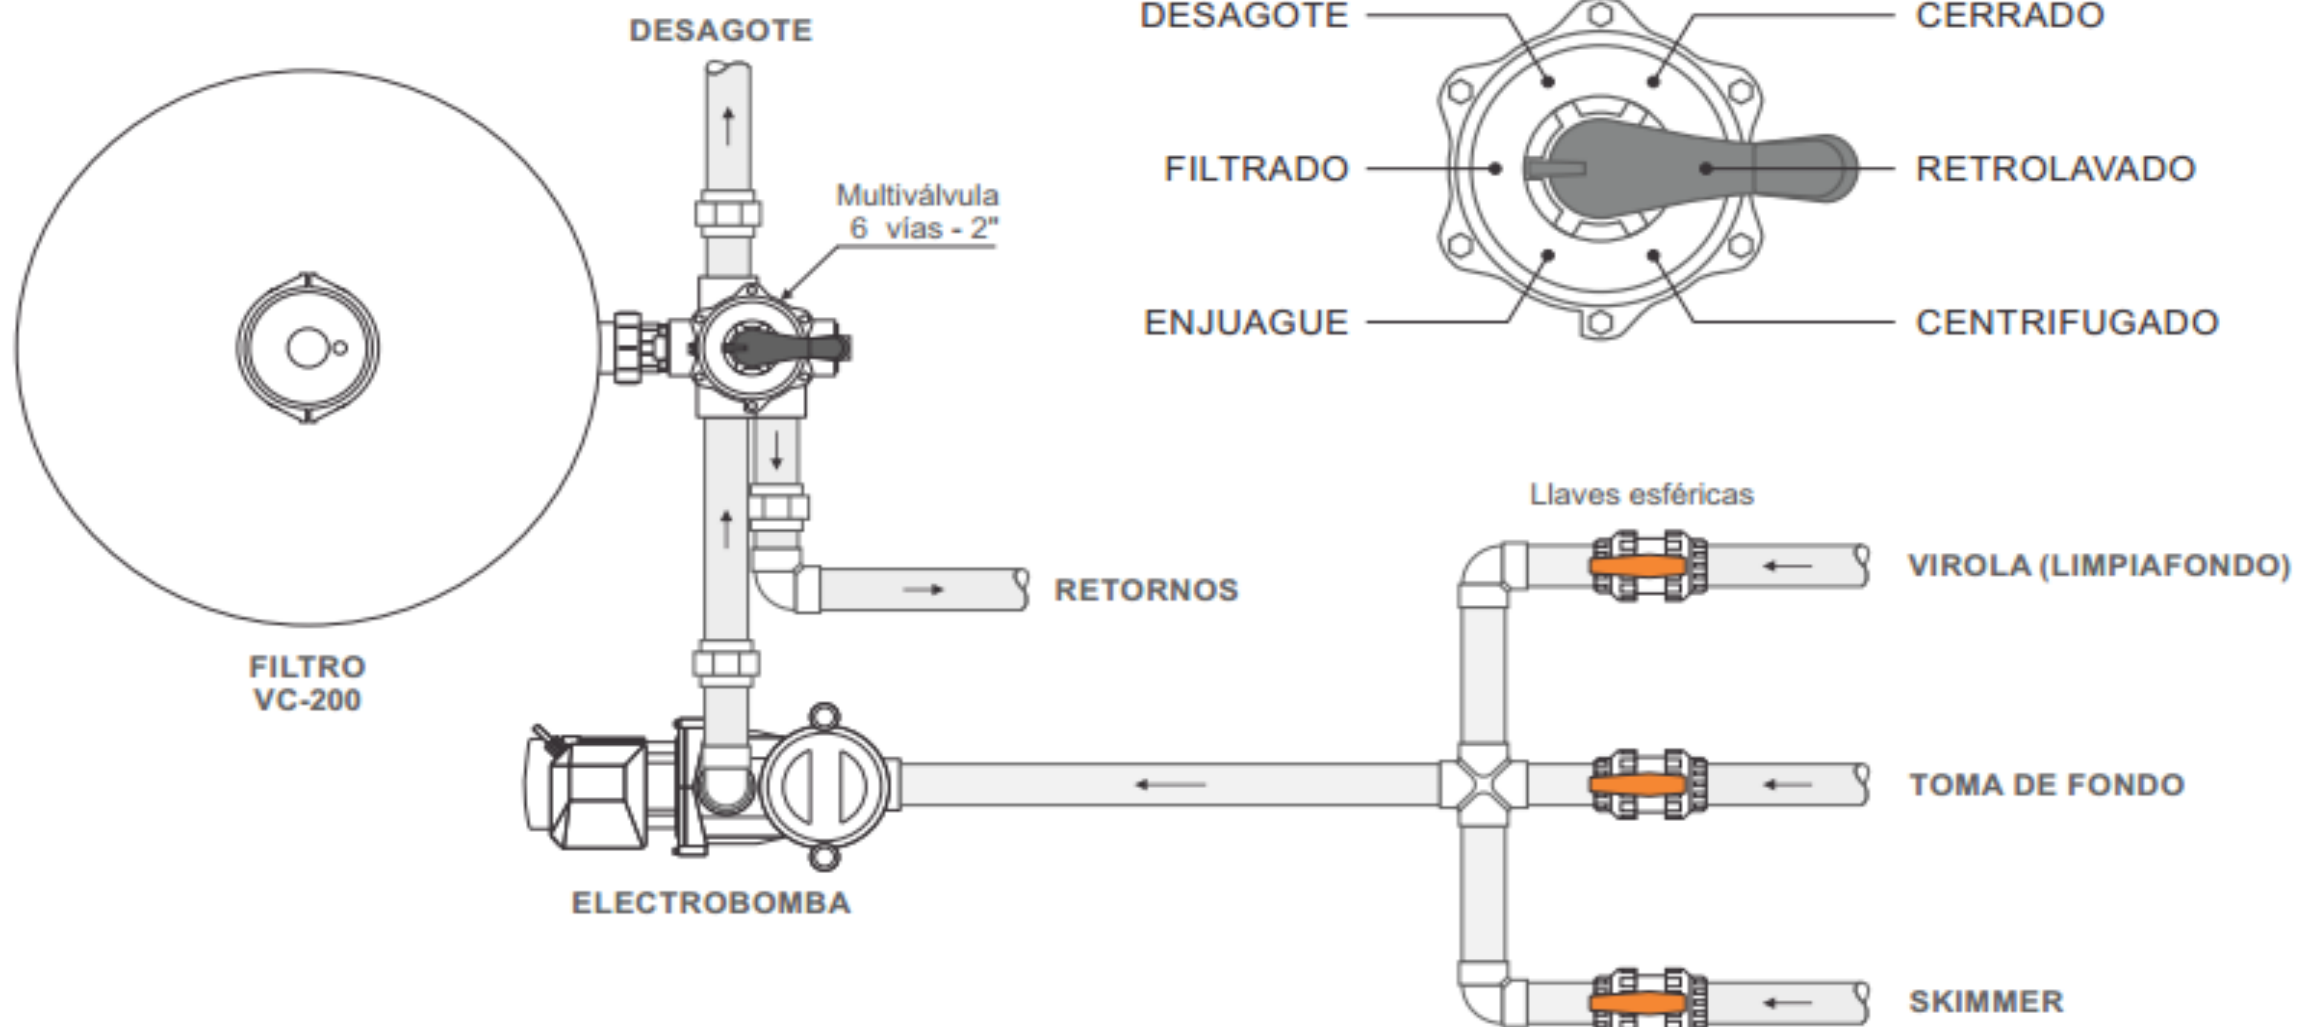 DESAGOTE
Multiválvula
6 vías - 2"
DESAGOTE
CERRADO
FILTRADO
RETROLAVADO
ENJUAGUE
CENTRIFUGADO
Llaves esféricas
VIROLA (LIMPIAFONDO)
RETORNOS
FILTRO
VC-200
TOMA DE FONDO
ELECTROBOMBA
SKIMMER